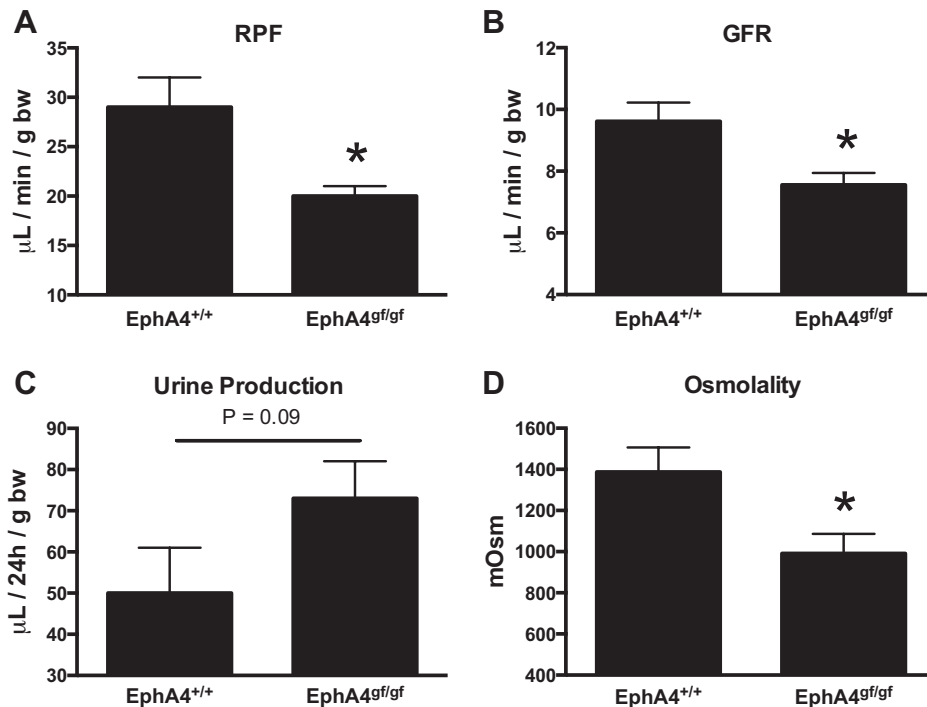 A
RPF
μL / min / g bw
35
30
25
20
15
10
*
EphA4+/+
EphA4gf/gf
B
GFR
μL / min / g bw
12
10
8
6
4
*
EphA4+/+
EphA4gf/gf
C
Urine Production
P = 0.09
μL / 24h / g bw
90
80
70
60
50
40
30
EphA4+/+
EphA4gf/gf
D
Osmolality
mOsm
1600
1400
1200
1000
800
600
400
*
EphA4+/+
EphA4gf/gf